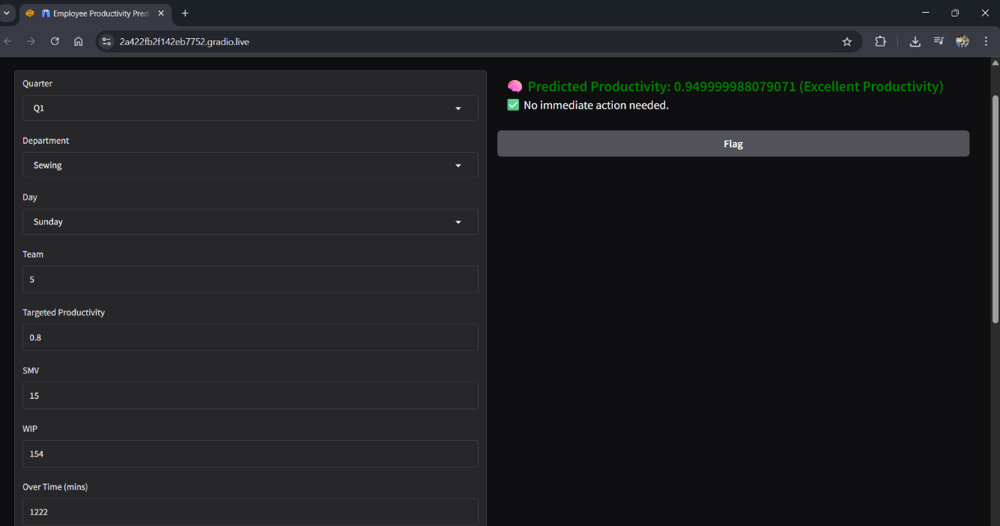 Employee Productivity Pred
2a422fb2f142eb7752.gradio.live
Quarter
Q1
Department
Sewing
Day
Sunday
Team
5
Targeted Productivity
0.8
SMV
15
WIP
154
Over Time (mins)
1222
Predicted Productivity: 0.949999988079071 (Excellent Productivity)
No immediate action needed.
Flag